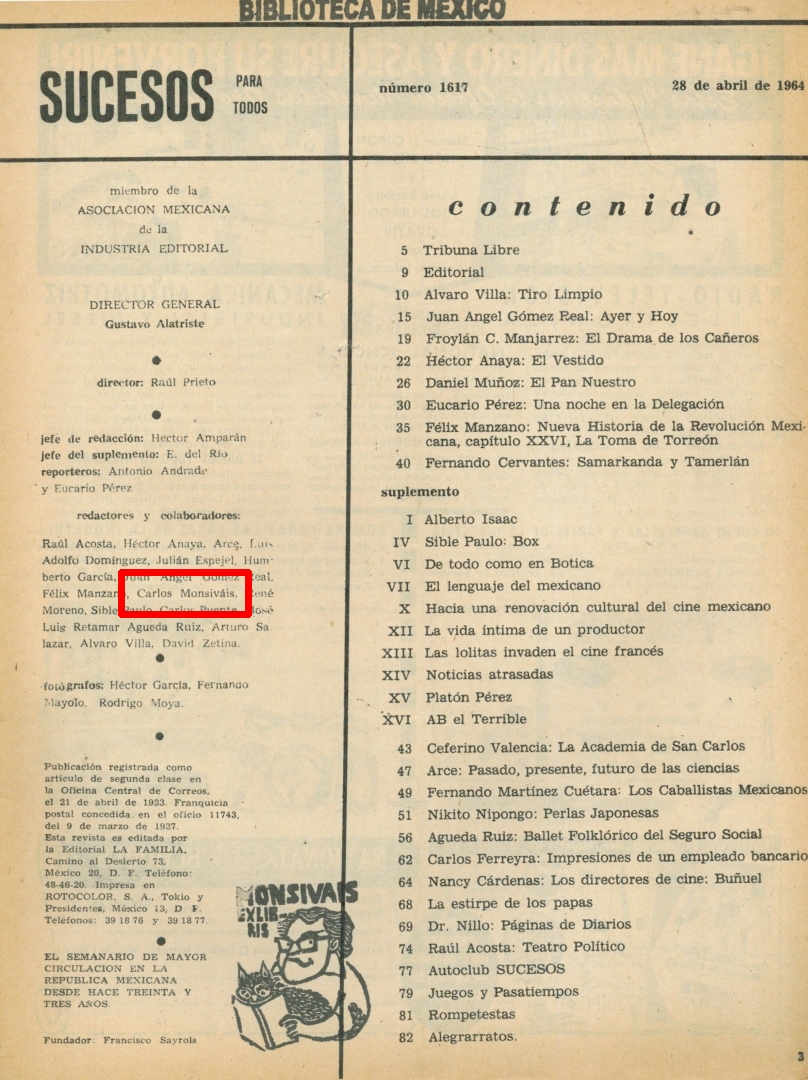 BIBLIOTECA DE MEXICO
SUCESOS PARA TODOS
número 1617
28 de abril de 1964
miembro de la
ASOCIACION MEXICANA
de la
INDUSTRIA EDITORIAL
DIRECTOR GENERAL
Gustavo Alatriste
director: Raúl Prieto
jefe de redacción: Hector Amparán
jefe del suplemento: E. del Río
reporteros: Antonio Andrade
y Eucario Pérez
redactores y colaboradores:
Raúl Acosta, Héctor Anaya, Arce, Luis
Adolfo Domínguez, Julián Espejel, Hum-
berto García, Juan Angel Gómez Real,
Félix Manzano, Carlos Monsiváis, René
Moreno, Sible Paulo, Carlos Puente, José
Luis Retamar Agueda Ruiz, Arturo Sa-
lazar, Alvaro Villa, David Zetina.
fotógrafos: Héctor García, Fernando
Mayolo, Rodrigo Moya.
Publicación registrada como
artículo de segunda clase en
la Oficina Central de Correos,
el 21 de abril de 1933. Franquicia
postal concedida en el oficio 11743,
del 9 de marzo de 1937.
Esta revista es editada por
la Editorial LA FAMILIA,
Camino al Desierto 73,
México 20, D. F. Teléfono:
48-46-20. Impresa en
ROTOCOLOR, S. A., Tokio y
Presidentes, México 13, D F.
Teléfonos: 39 18 76 y 39 18 77.
EL SEMANARIO DE MAYOR
CIRCULACION EN LA
REPUBLICA MEXICANA
DESDE HACE TREINTA Y
TRES AÑOS
Fundador: Francisco Sayrols
MONSIVAIS
EXLIB
RIS
contenido
5 Tribuna Libre
9 Editorial
10 Alvaro Villa: Tiro Limpio
15 Juan Angel Gómez Real: Ayer y Hoy
19 Froylán C. Manjarrez: El Drama de los Cañeros
22 Héctor Anaya: El Vestido
26 Daniel Muñoz: El Pan Nuestro
30 Eucario Pérez: Una noche en la Delegación
35 Félix Manzano: Nueva Historia de la Revolución Mexi-
cana, capítulo XXVI, La Toma de Torreón
40 Fernando Cervantes: Samarkanda y Tamerlán
suplemento
I Alberto Isaac
IV Sible Paulo: Box
VI De todo como en Botica
VII El lenguaje del mexicano
X Hacia una renovación cultural del cine mexicano
XII La vida íntima de un productor
XIII Las lolitas invaden el cine francés
XIV Noticias atrasadas
XV Platón Pérez
XVI AB el Terrible
43 Ceferino Valencia: La Academia de San Carlos
47 Arce: Pasado, presente, futuro de las ciencias
49 Fernando Martínez Cuétara: Los Caballistas Mexicanos
51 Nikito Nipongo: Perlas Japonesas
56 Agueda Ruiz: Ballet Folklórico del Seguro Social
62 Carlos Ferreyra: Impresiones de un empleado bancario
64 Nancy Cárdenas: Los directores de cine: Buñuel
68 La estirpe de los papas
69 Dr. Nillo: Páginas de Diarios
74 Raúl Acosta: Teatro Político
77 Autoclub SUCESOS
79 Juegos y Pasatiempos
81 Rompetestas
82 Alegrarratos.
3